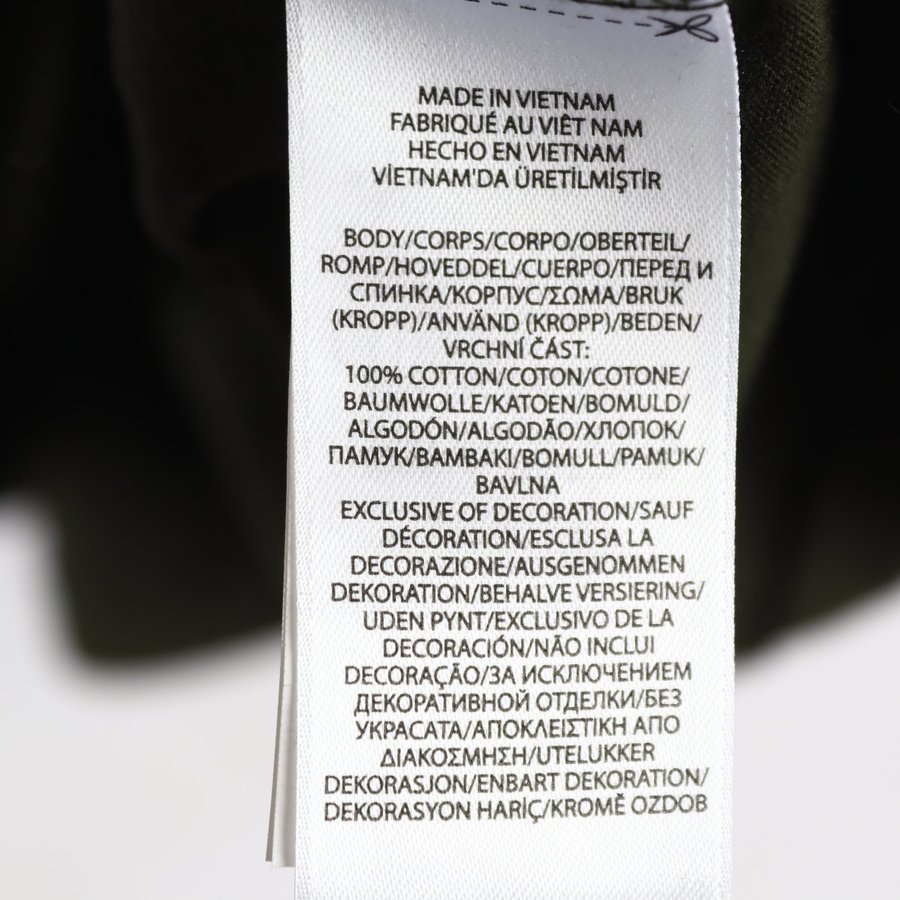 MADE IN VIETNAM
FABRIQUÉ AU VIÊT NAM
HECHO EN VIETNAM
VİETNAM'DA ÜRETİLMİŞTİR
BODY/CORPS/CORPO/OBERTEIL/
ROMP/HOVEDDEL/CUERPO/ПЕРЕД И
СПИНКА/КОРПУС/ΣΩΜΑ/BRUK
(KROPP)/ANVÄND (KROPP)/BEDEN/
VRCHNÍ ČÁST:
100% COTTON/COTON/COTONE/
BAUMWOLLE/KATOEN/BOMULD/
ALGODÓN/ALGODÃO/ХЛОПОК/
ПАМУК/ΒΑΜΒΑΚΙ/BOMULL/PAMUK/
BAVLNA
EXCLUSIVE OF DECORATION/SAUF
DÉCORATION/ESCLUSA LA
DECORAZIONE/AUSGENOMMEN
DEKORATION/BEHALVE VERSIERING/
UDEN PYNT/EXCLUSIVO DE LA
DECORACIÓN/NÃO INCLUI
DECORAÇÃO/ЗА ИСКЛЮЧЕНИЕМ
ДЕКОРАТИВНОЙ ОТДЕЛКИ/БЕЗ
УКРАСАТА/ΑΠΟΚΛΕΙΣΤΙΚΗ ΑΠΟ
ΔΙΑΚΟΣΜΗΣΗ/UTELUKKER
DEKORASJON/ENBART DEKORATION/
DEKORASYON HARİÇ/KROMĚ OZDOB